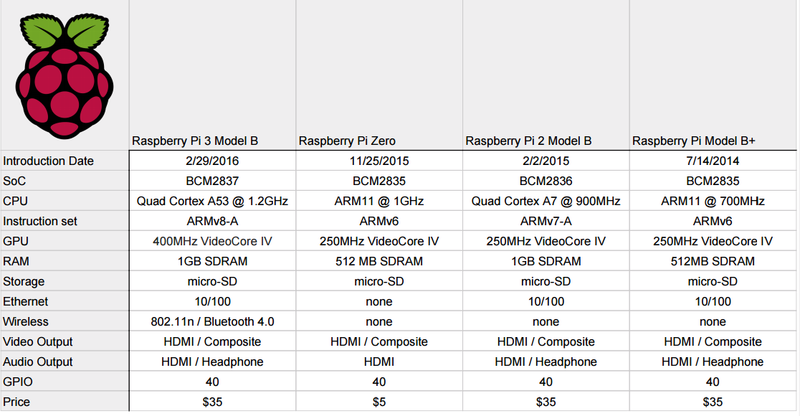 Raspberry Pi 3 Model B Raspberry Pi Zero Raspberry Pi 2 Model B Raspberry Pi Model B+
Introduction Date 2/29/2016 11/25/2015 2/2/2015 7/14/2014
SoC BCM2837 BCM2835 BCM2836 BCM2835
CPU Quad Cortex A53 @ 1.2GHz ARM11 @ 1GHz Quad Cortex A7 @ 900MHz ARM11 @ 700MHz
Instruction set ARMv8-A ARMv6 ARMv7-A ARMv6
GPU 400MHz VideoCore IV 250MHz VideoCore IV 250MHz VideoCore IV 250MHz VideoCore IV
RAM 1GB SDRAM 512 MB SDRAM 1GB SDRAM 512MB SDRAM
Storage micro-SD micro-SD micro-SD micro-SD
Ethernet 10/100 none 10/100 10/100
Wireless 802.11n / Bluetooth 4.0 none none none
Video Output HDMI / Composite HDMI / Composite HDMI / Composite HDMI / Composite
Audio Output HDMI / Headphone HDMI HDMI / Headphone HDMI / Headphone
GPIO 40 40 40 40
Price $35 $5 $35 $35